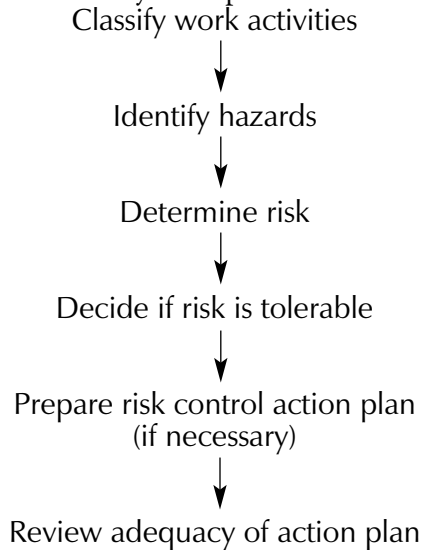 Classify work activities
Identify hazards
Determine risk
Decide if risk is tolerable
Prepare risk control action plan
(if necessary)
Review adequacy of action plan